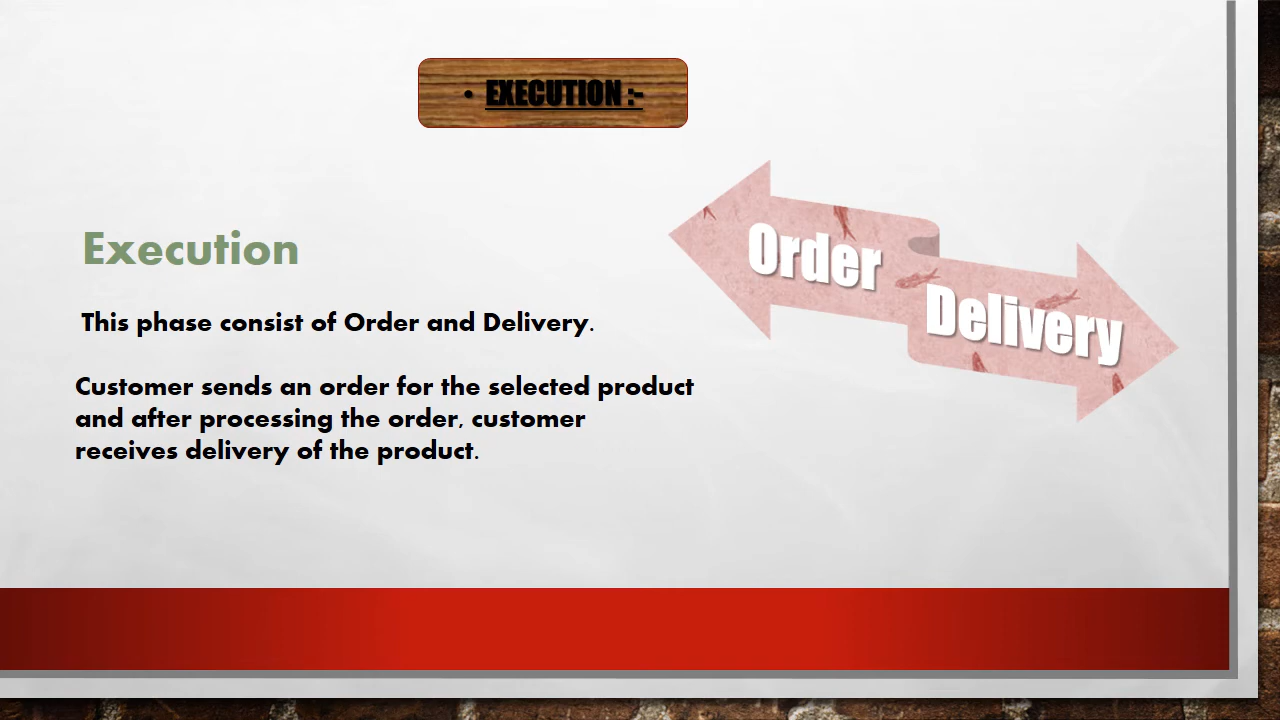 • EXECUTION :-
Execution
Order
Delivery
This phase consist of Order and Delivery.
Customer sends an order for the selected product
and after processing the order, customer
receives delivery of the product.